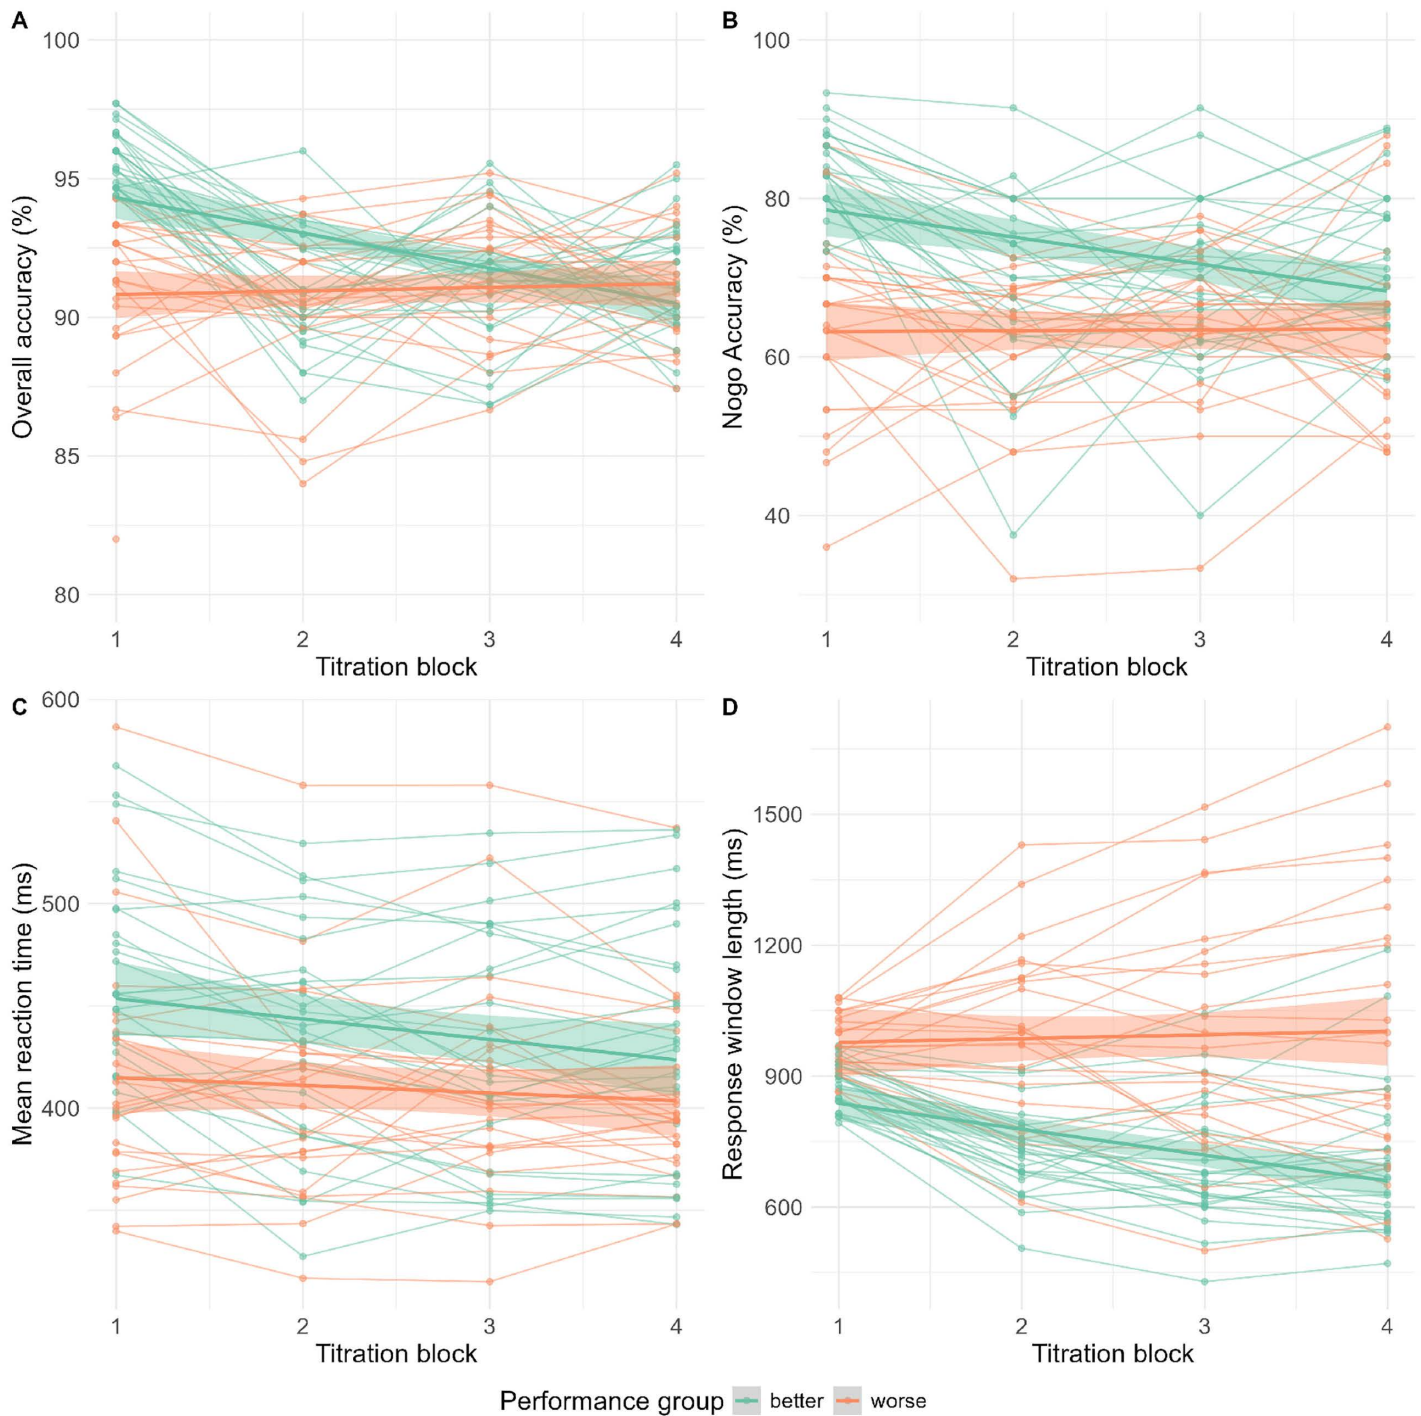 A
B
100
95
90
85
80
Overall accuracy (%)
1 2 3 4
Titration block
100
80
60
40
Nogo Accuracy (%)
1 2 3 4
Titration block
C
D
600
500
400
Mean reaction time (ms)
1 2 3 4
Titration block
1500
1200
900
600
Response window length (ms)
1 2 3 4
Titration block
Performance group better worse